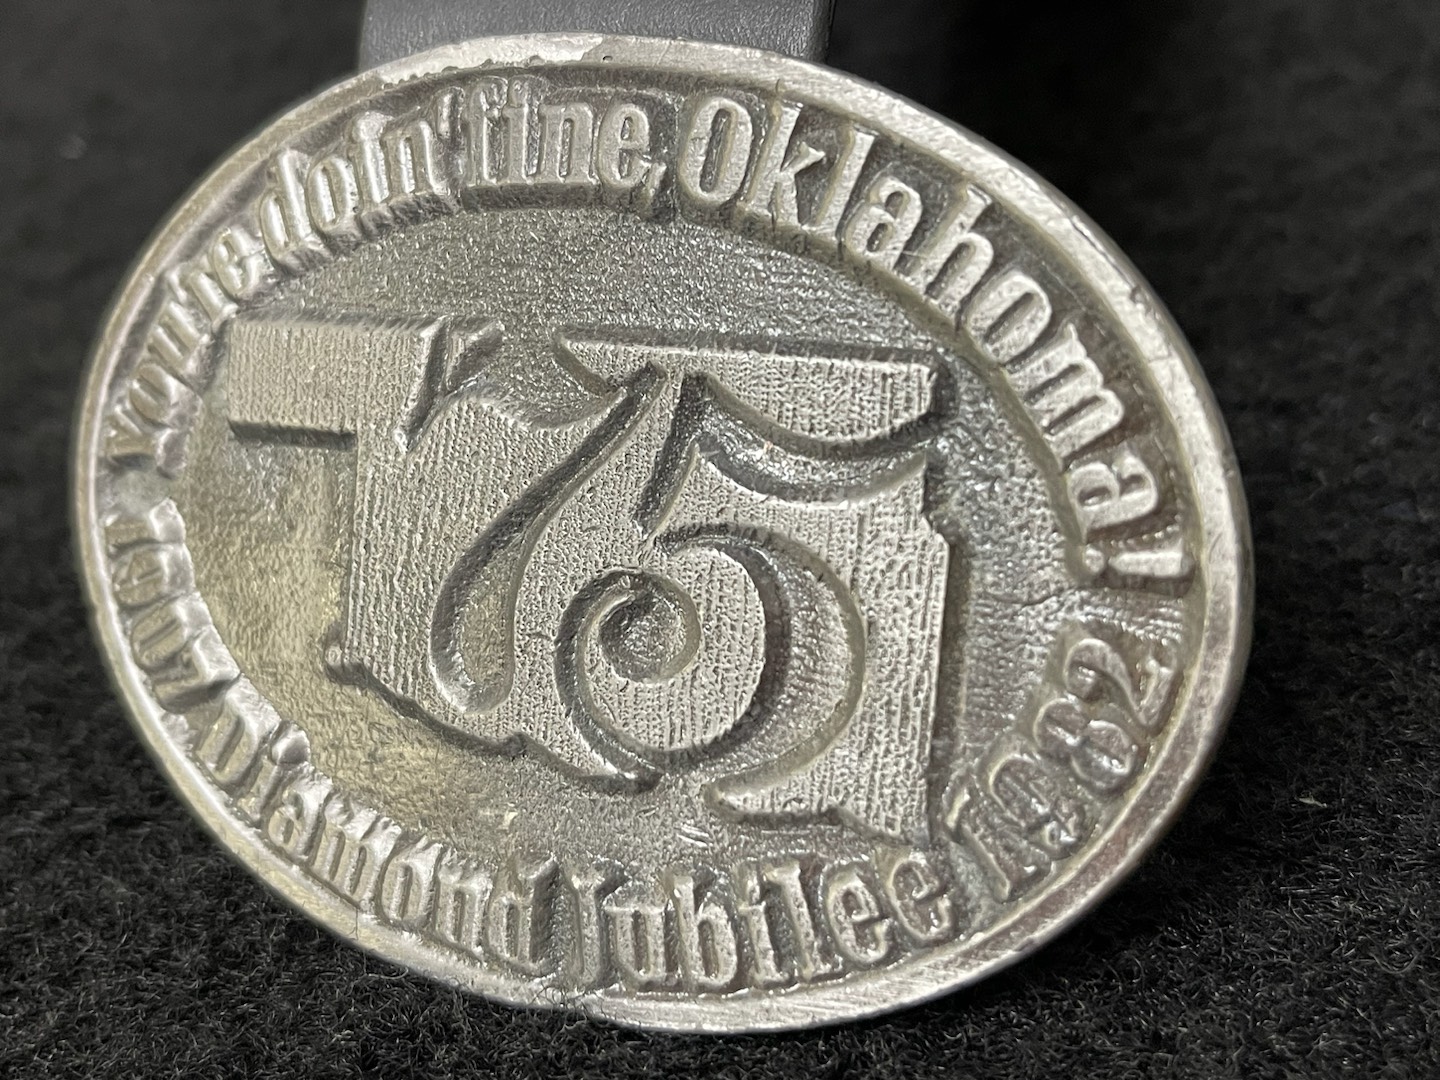 You're doin' fine, Oklahoma!
1907 Diamond Jubilee 1982
75